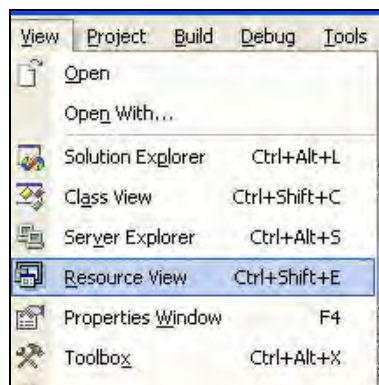 View Project Build Debug Tools
Open
Open With...
Solution Explorer Ctrl+Alt+L
Class View Ctrl+Shift+C
Server Explorer Ctrl+Alt+S
Resource View Ctrl+Shift+E
Properties Window F4
Toolbox Ctrl+Alt+X